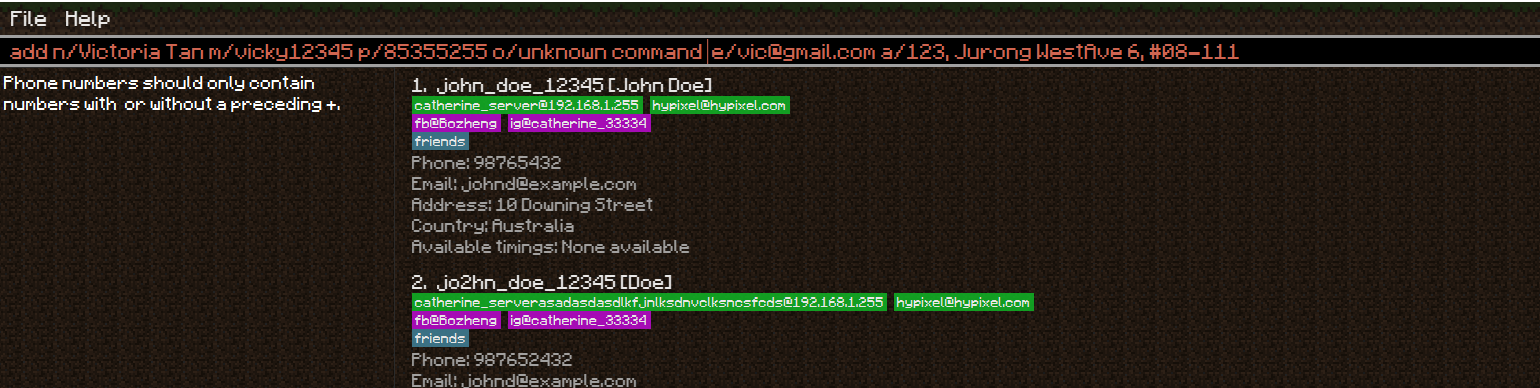 File Help
add n/Victoria Tan m/vicky12345 p/85355255 o/unknown command e/vic@gmail.com a/123, Jurong WestAve 6, #08-111
Phone numbers should only contain
numbers with or without a preceding +.
1. john_doe_12345 [John Doe]
catherine_server@192.168.1.255 hypixel@hypixel.com
fb@Bozheng ig@catherine_33334
friends
Phone: 98765432
Email: johnd@example.com
Address: 10 Downing Street
Country: Australia
Available timings: None available
2. jo2hn_doe_12345 [Doe]
catherine_serverasadasdasdlkfjnlksdnvclksncsfcds@192.168.1.255 hypixel@hypixel.com
fb@Bozheng ig@catherine_33334
friends
Phone: 987652432
Email: johnd@example.com